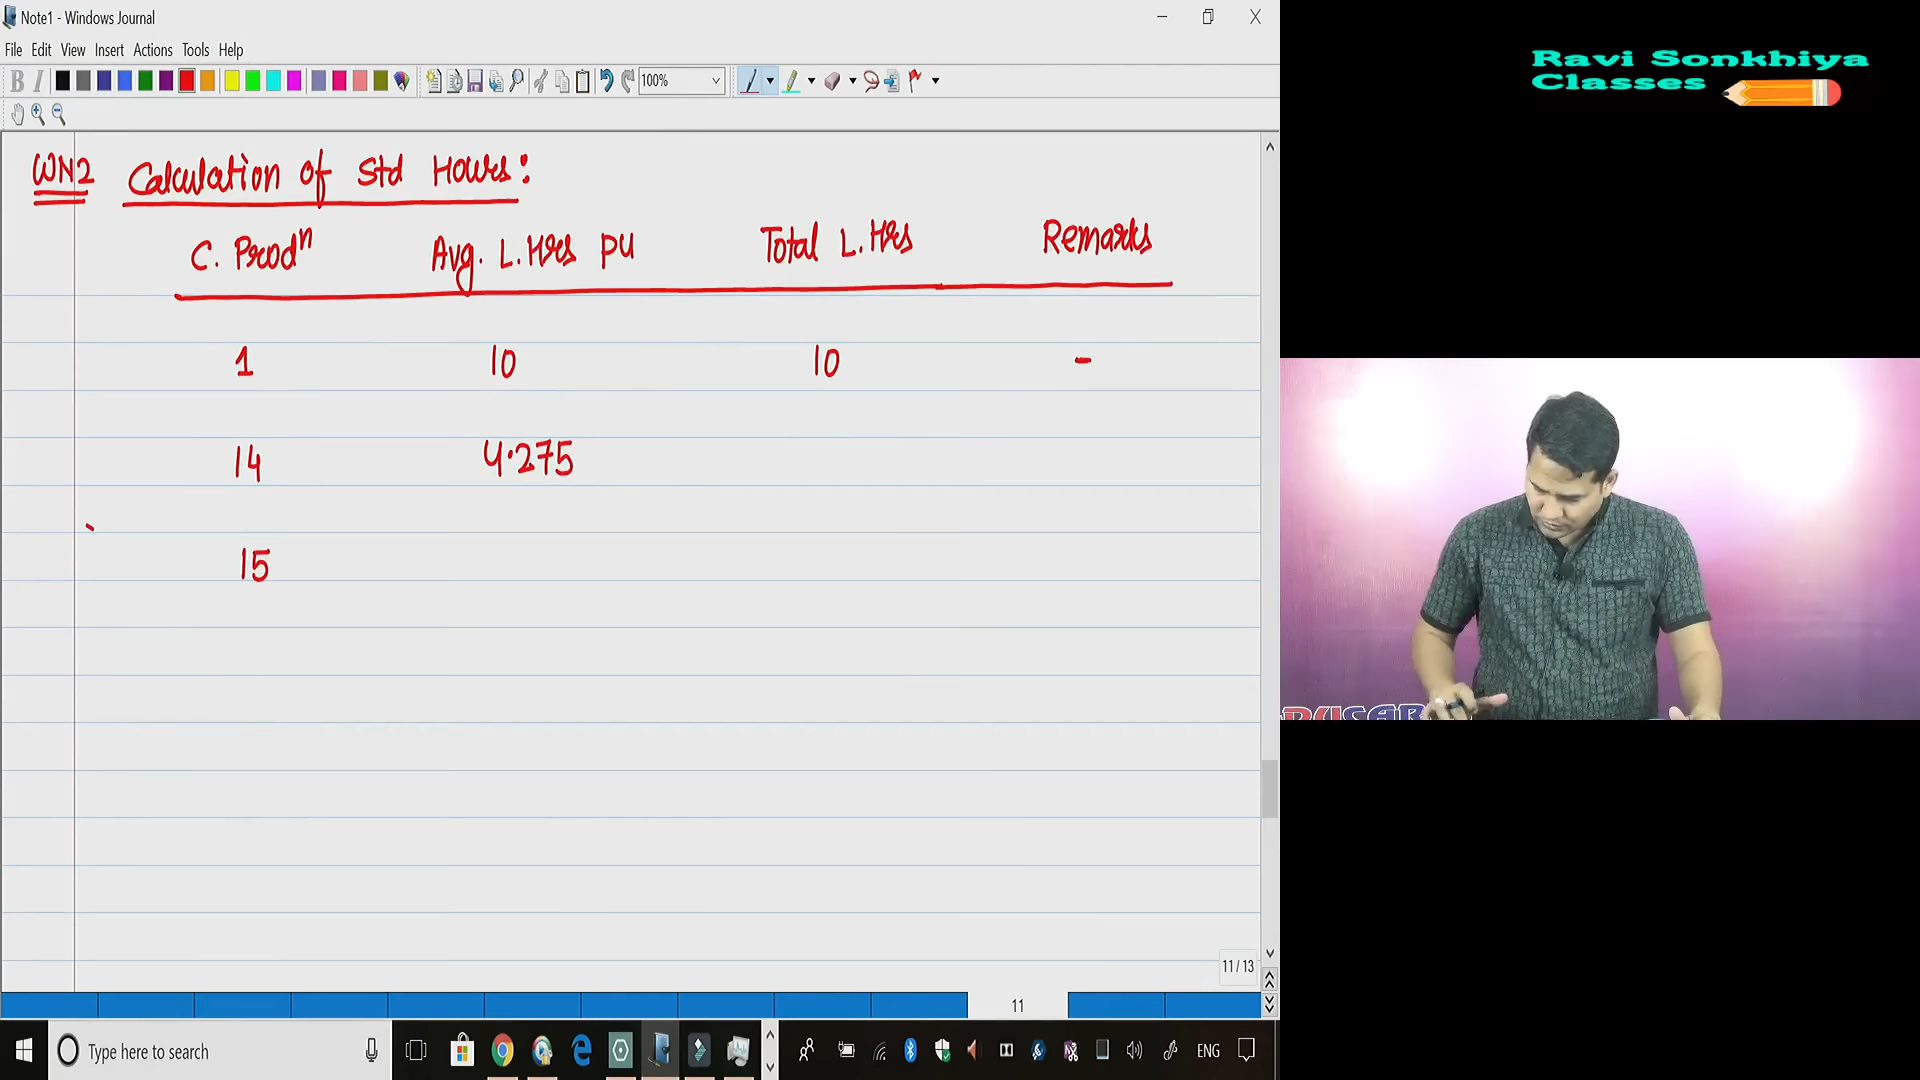 Note1 - Windows Journal
File Edit View Insert Actions Tools Help
B I 100%
Ravi Sonkhiya
Classes
WN2 Calculation of Std Hours:
C. Prodⁿ Avg. L.Hrs PU Total L.Hrs Remarks
1 10 10 -
14 4.275
15
11 / 13
11
Type here to search
ENG